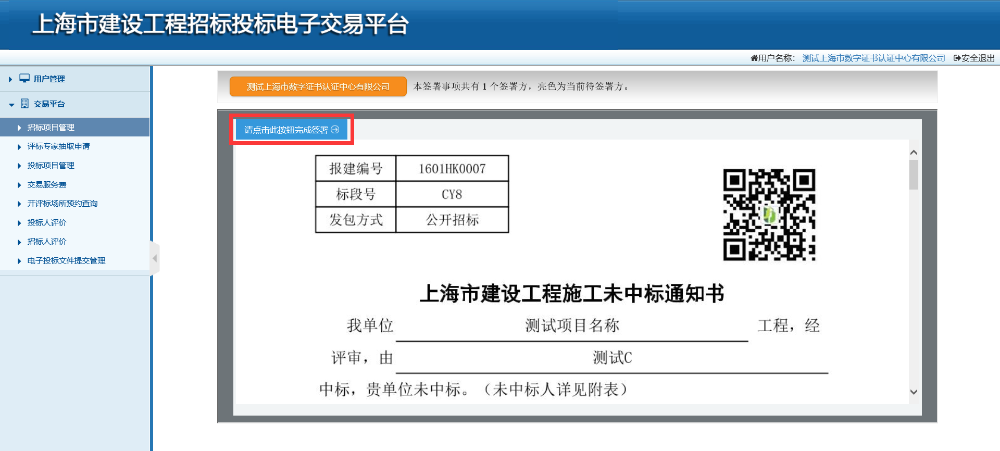 上海市建设工程招标投标电子交易平台
用户名称： 测试上海市数字证书认证中心有限公司 安全退出
用户管理
交易平台
招标项目管理
评标专家抽取申请
投标项目管理
交易服务费
开评标场所预约查询
投标人评价
招标人评价
电子投标文件提交管理
测试上海市数字证书认证中心有限公司 本签署事项共有 1 个签署方，亮色为当前待签署方。
请点击此按钮完成签署
报建编号 1601HK0007
标段号 CY8
发包方式 公开招标
上海市建设工程施工未中标通知书
我单位 测试项目名称 工程，经
评审，由 测试C
中标，贵单位未中标。（未中标人详见附表）